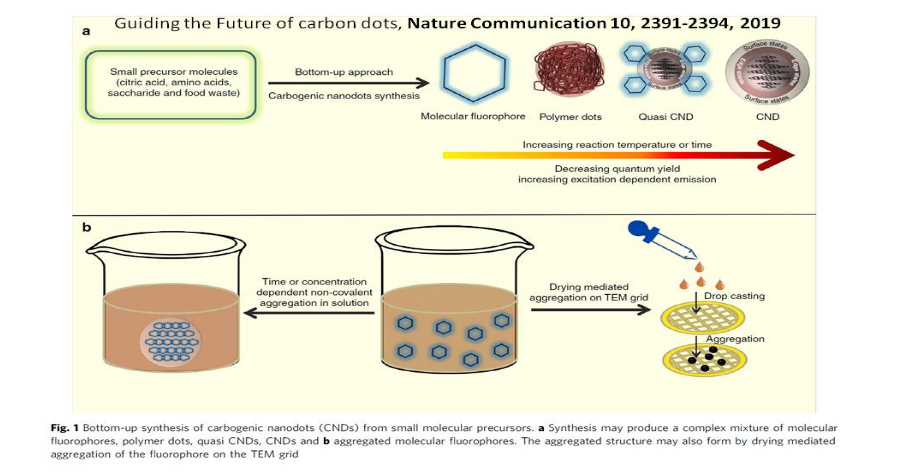 Guiding the Future of carbon dots, Nature Communication 10, 2391-2394, 2019
a
Small precursor molecules
(citric acid, amino acids,
saccharide and food waste)
Bottom-up approach
Carbogenic nanodots synthesis
Surface states
Surface states
Surface states
Surface states
Molecular fluorophore
Polymer dots
Quasi CND
CND
Increasing reaction temperature or time
Decreasing quantum yield
increasing excitation dependent emission
b
Time or concentration
dependent non-covalent
aggregation in solution
Drying mediated
aggregation on TEM grid
Drop casting
Aggregation
Fig. 1 Bottom-up synthesis of carbogenic nanodots (CNDs) from small molecular precursors. a Synthesis may produce a complex mixture of molecular
fluorophores, polymer dots, quasi CNDs, CNDs and b aggregated molecular fluorophores. The aggregated structure may also form by drying mediated
aggregation of the fluorophore on the TEM grid